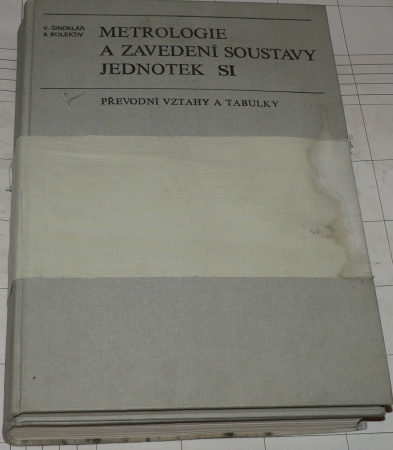 V. ŠINDELÁŘ
A KOLEKTIV
METROLOGIE
A ZAVEDENÍ SOUSTAVY
JEDNOTEK SI
PŘEVODNÍ VZTAHY A TABULKY